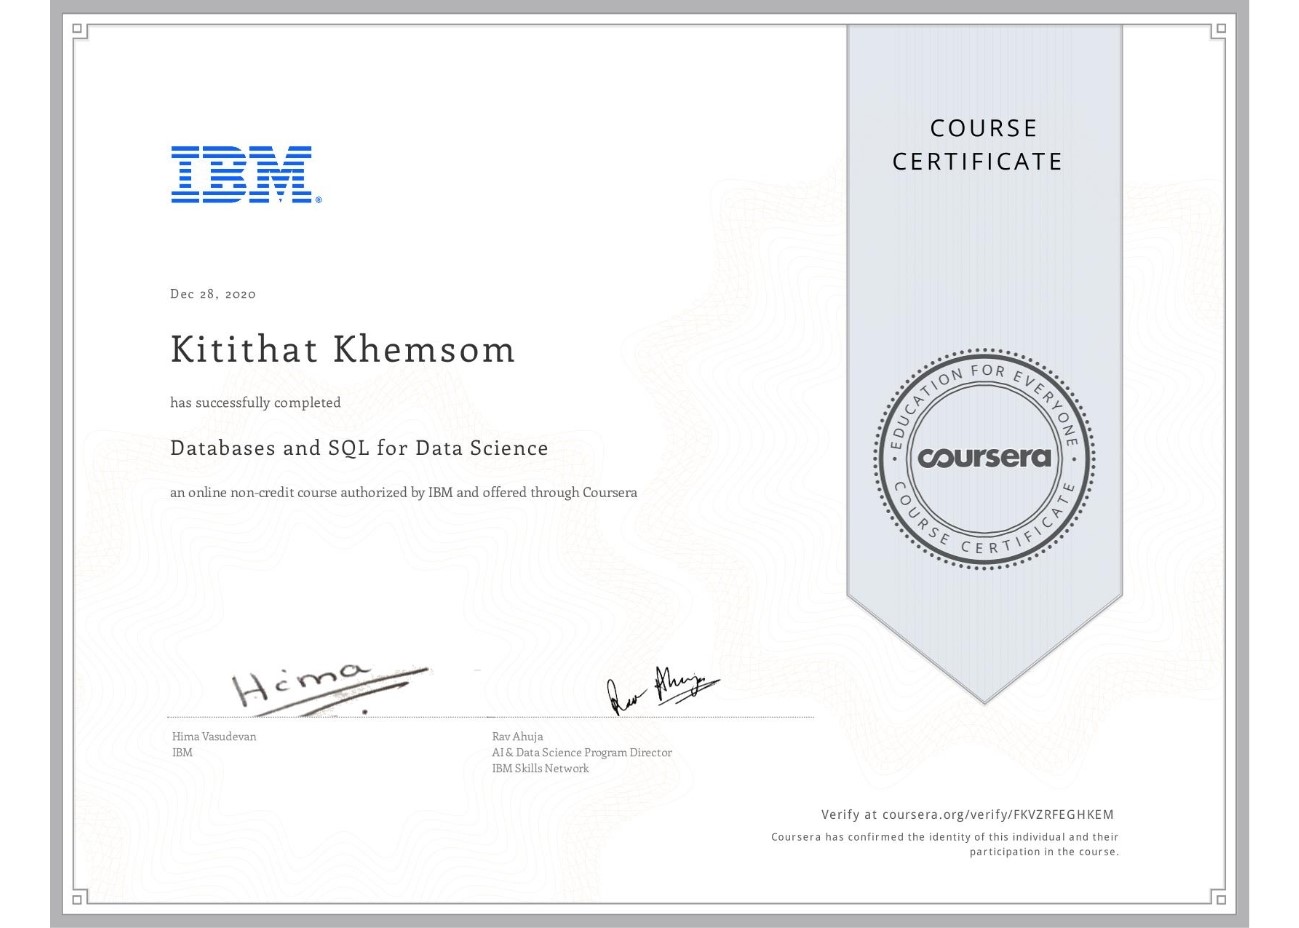 COURSE
CERTIFICATE
IBM®
Dec 28, 2020
Kitithat Khemsom
has successfully completed
Databases and SQL for Data Science
an online non-credit course authorized by IBM and offered through Coursera
EDUCATION FOR EVERYONE
coursera
COURSE CERTIFICATE
Hima
Rav Ahuja
Hima Vasudevan
IBM
Rav Ahuja
AI & Data Science Program Director
IBM Skills Network
Verify at coursera.org/verify/FKVZRFEGHKEM
Coursera has confirmed the identity of this individual and their
participation in the course.